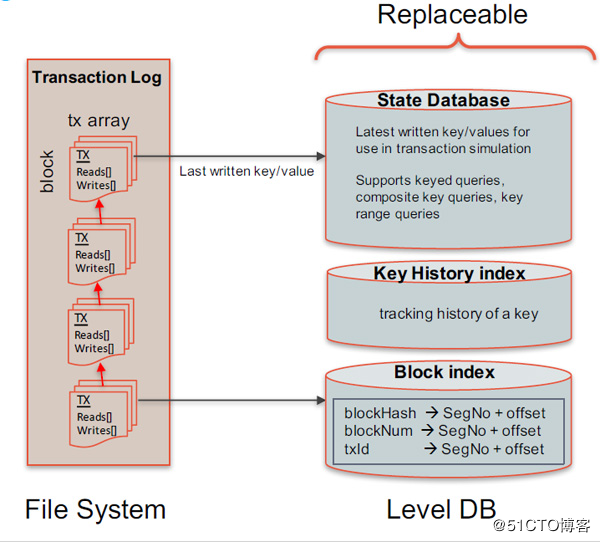 Replaceable
Transaction Log
tx array
block
TX
Reads[]
Writes[]
TX
Reads[]
Writes[]
TX
Reads[]
Writes[]
TX
Reads[]
Writes[]
Last written key/value
State Database
Latest written key/values for
use in transaction simulation
Supports keyed queries,
composite key queries, key
range queries
Key History index
tracking history of a key
Block index
blockHash → SegNo + offset
blockNum → SegNo + offset
txId → SegNo + offset
File System
Level DB
@51CTO博客